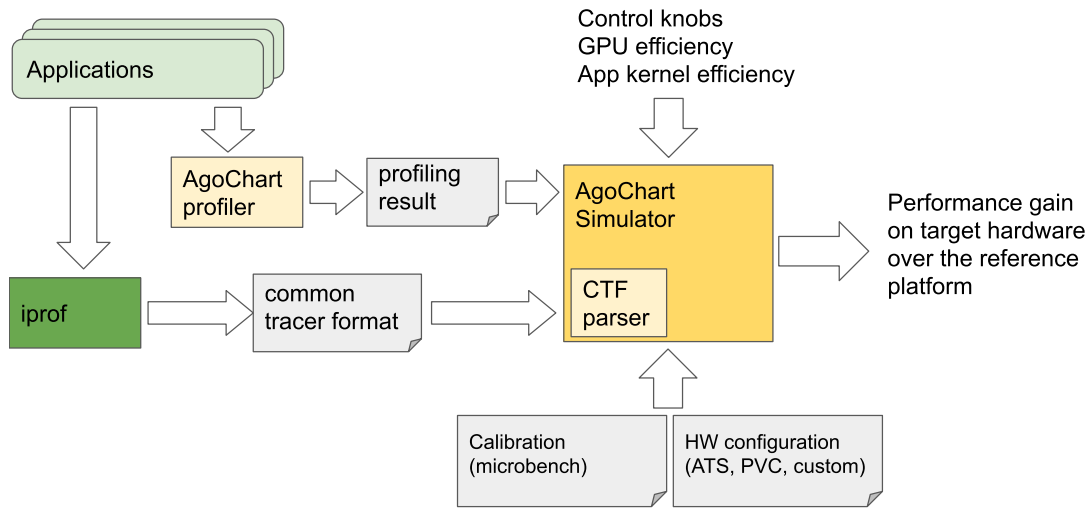 Control knobs
GPU efficiency
App kernel efficiency
Applications
AgoChart
profiler
profiling
result
AgoChart
Simulator
Performance gain
on target hardware
over the reference
platform
iprof
common
tracer format
CTF
parser
Calibration
(microbench)
HW configuration
(ATS, PVC, custom)